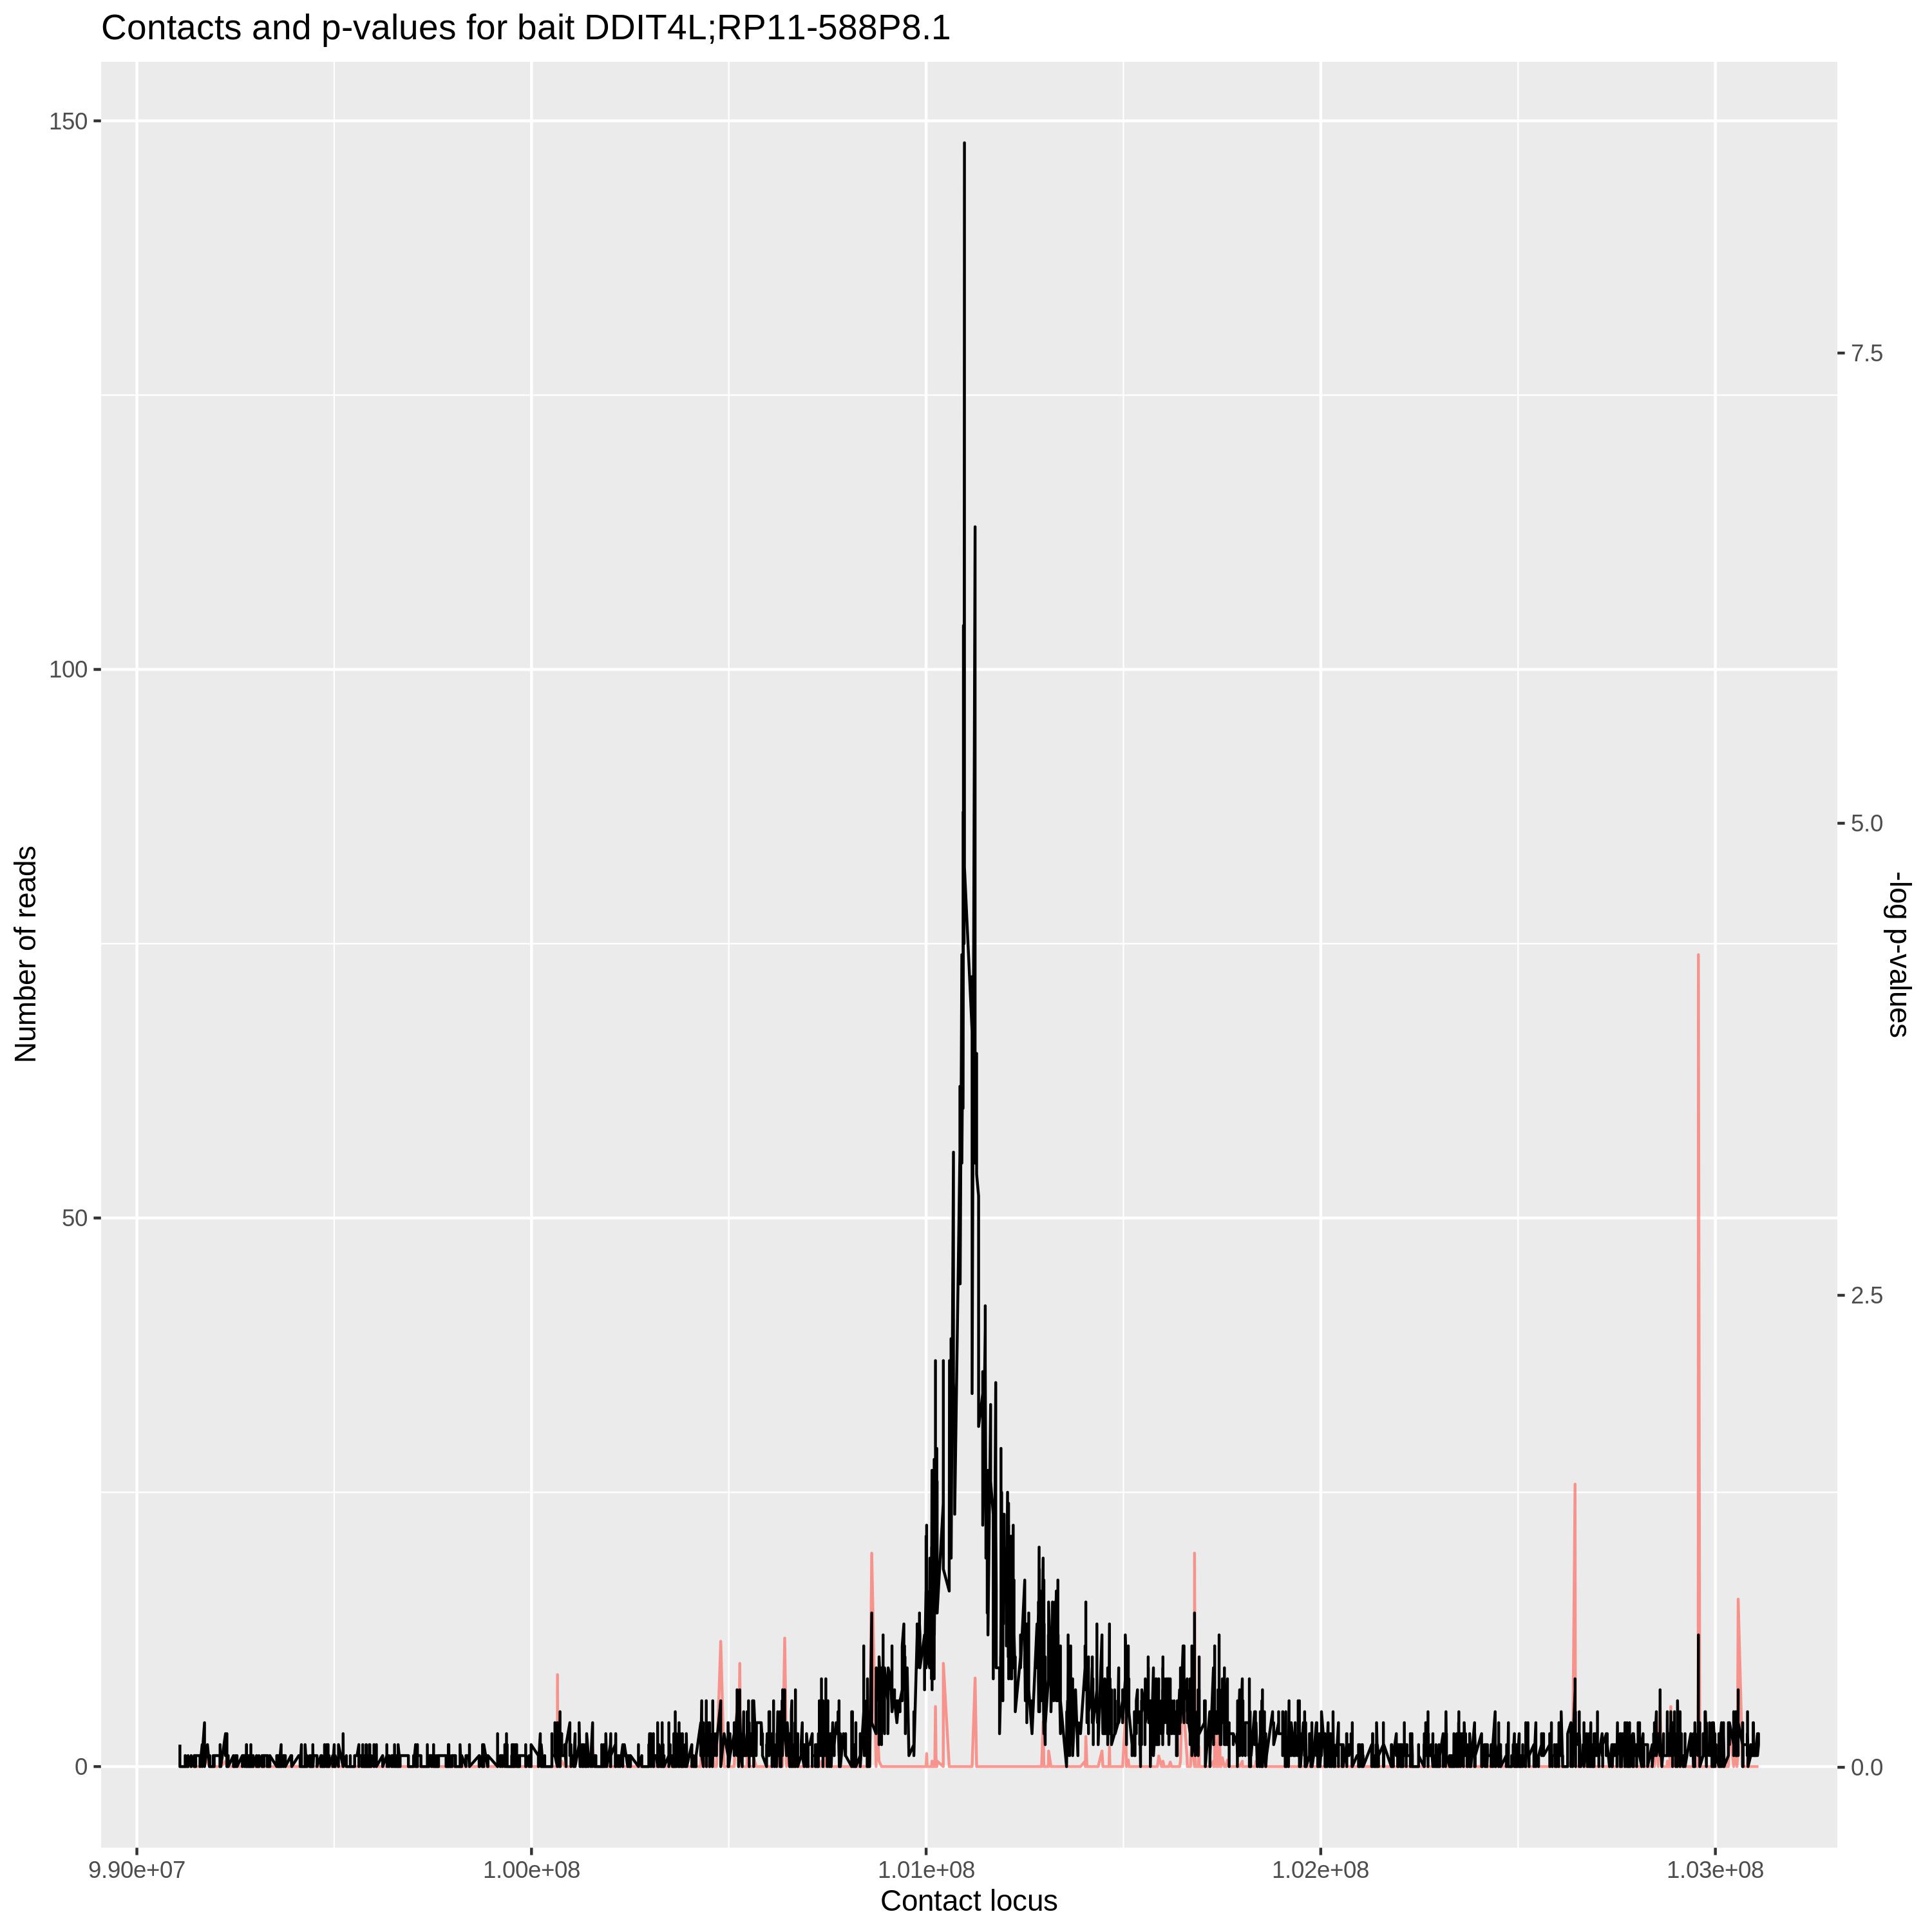 Contacts and p-values for bait DDIT4L;RP11-588P8.1
150
100
50
0
Number of reads
7.5
5.0
2.5
0.0
-log p-values
9.90e+07
1.00e+08
1.01e+08
1.02e+08
1.03e+08
Contact locus